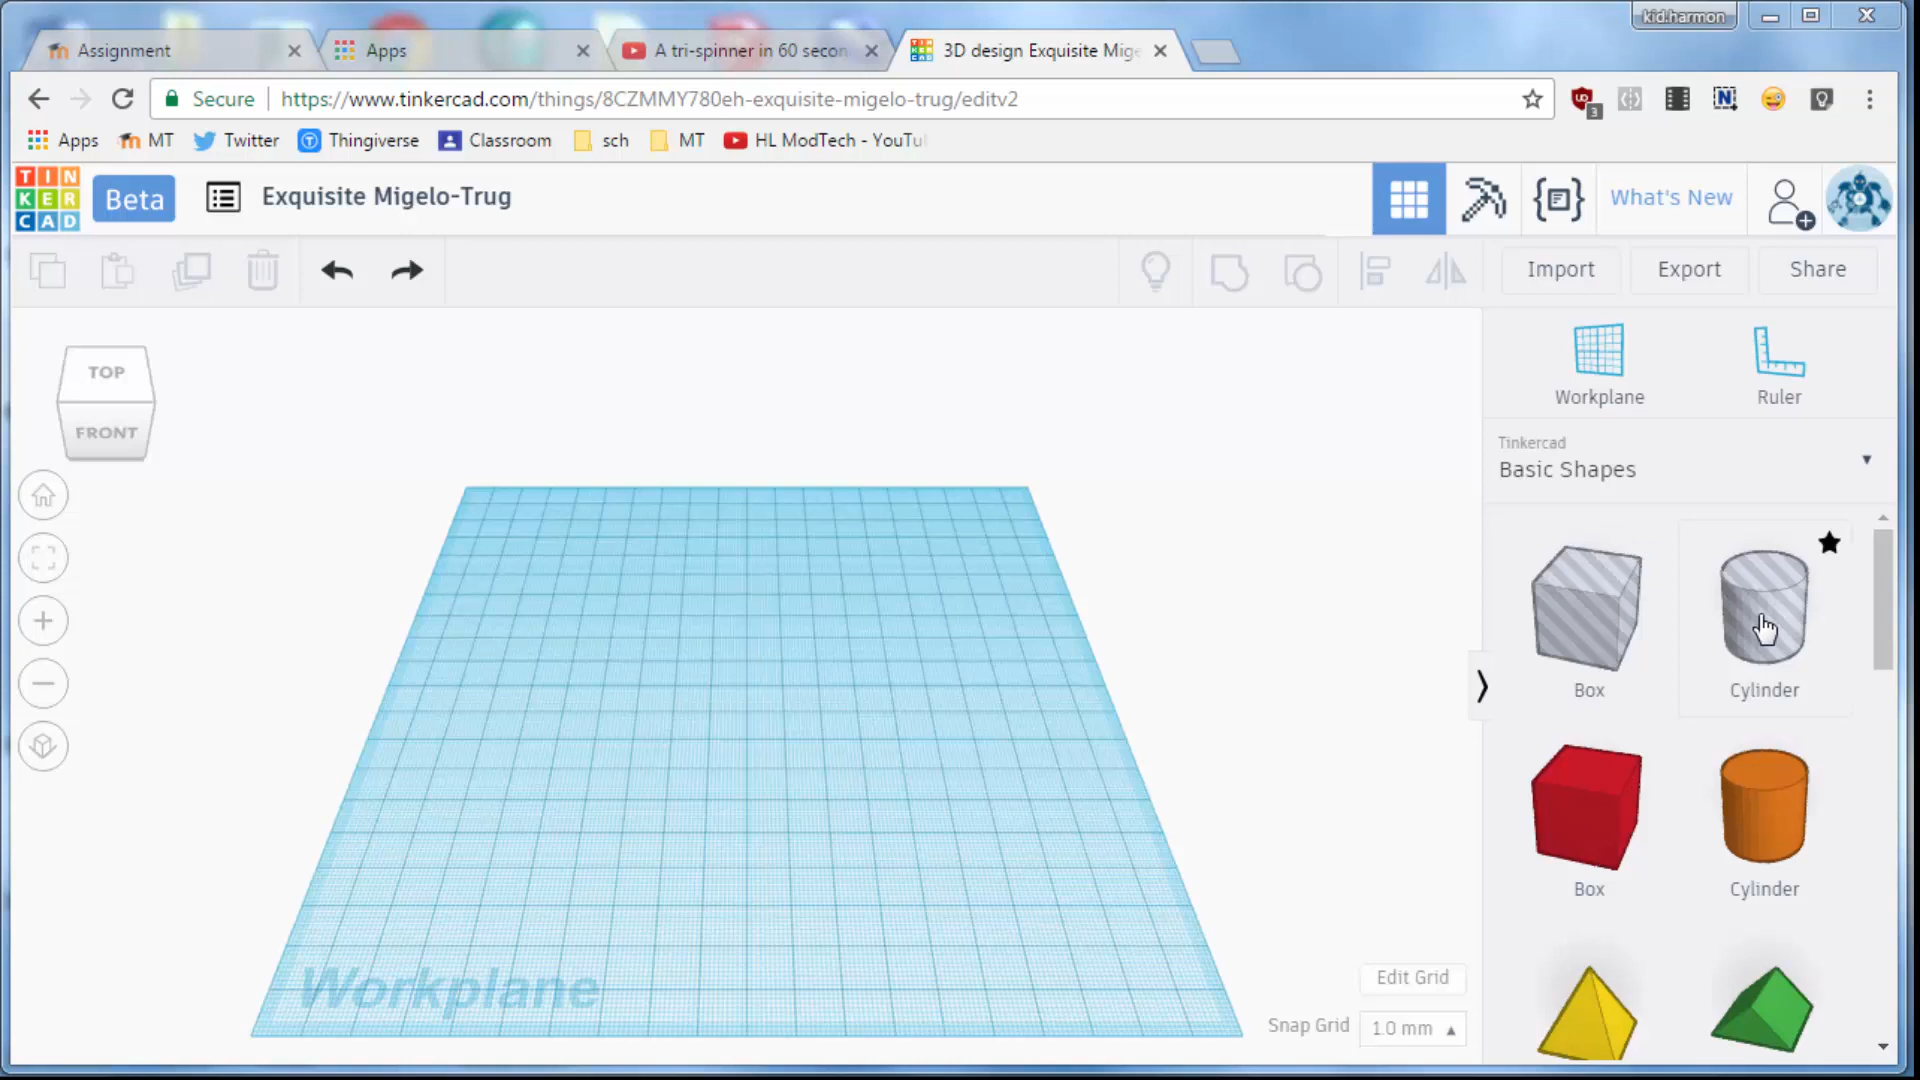 kid.harmon
Assignment
Apps
A tri-spinner in 60 secon
3D design Exquisite Mige
Secure
https://www.tinkercad.com/things/8CZMMY780eh-exquisite-migelo-trug/editv2
UO
3
N
Apps
MT
Twitter
Thingiverse
Classroom
sch
MT
HL ModTech - YouTu
TIN
KER
CAD
Beta
Exquisite Migelo-Trug
What's New
Import
Export
Share
TOP
FRONT
Workplane
Ruler
Tinkercad
Basic Shapes
Box
Cylinder
Box
Cylinder
Workplane
Edit Grid
Snap Grid
1.0 mm